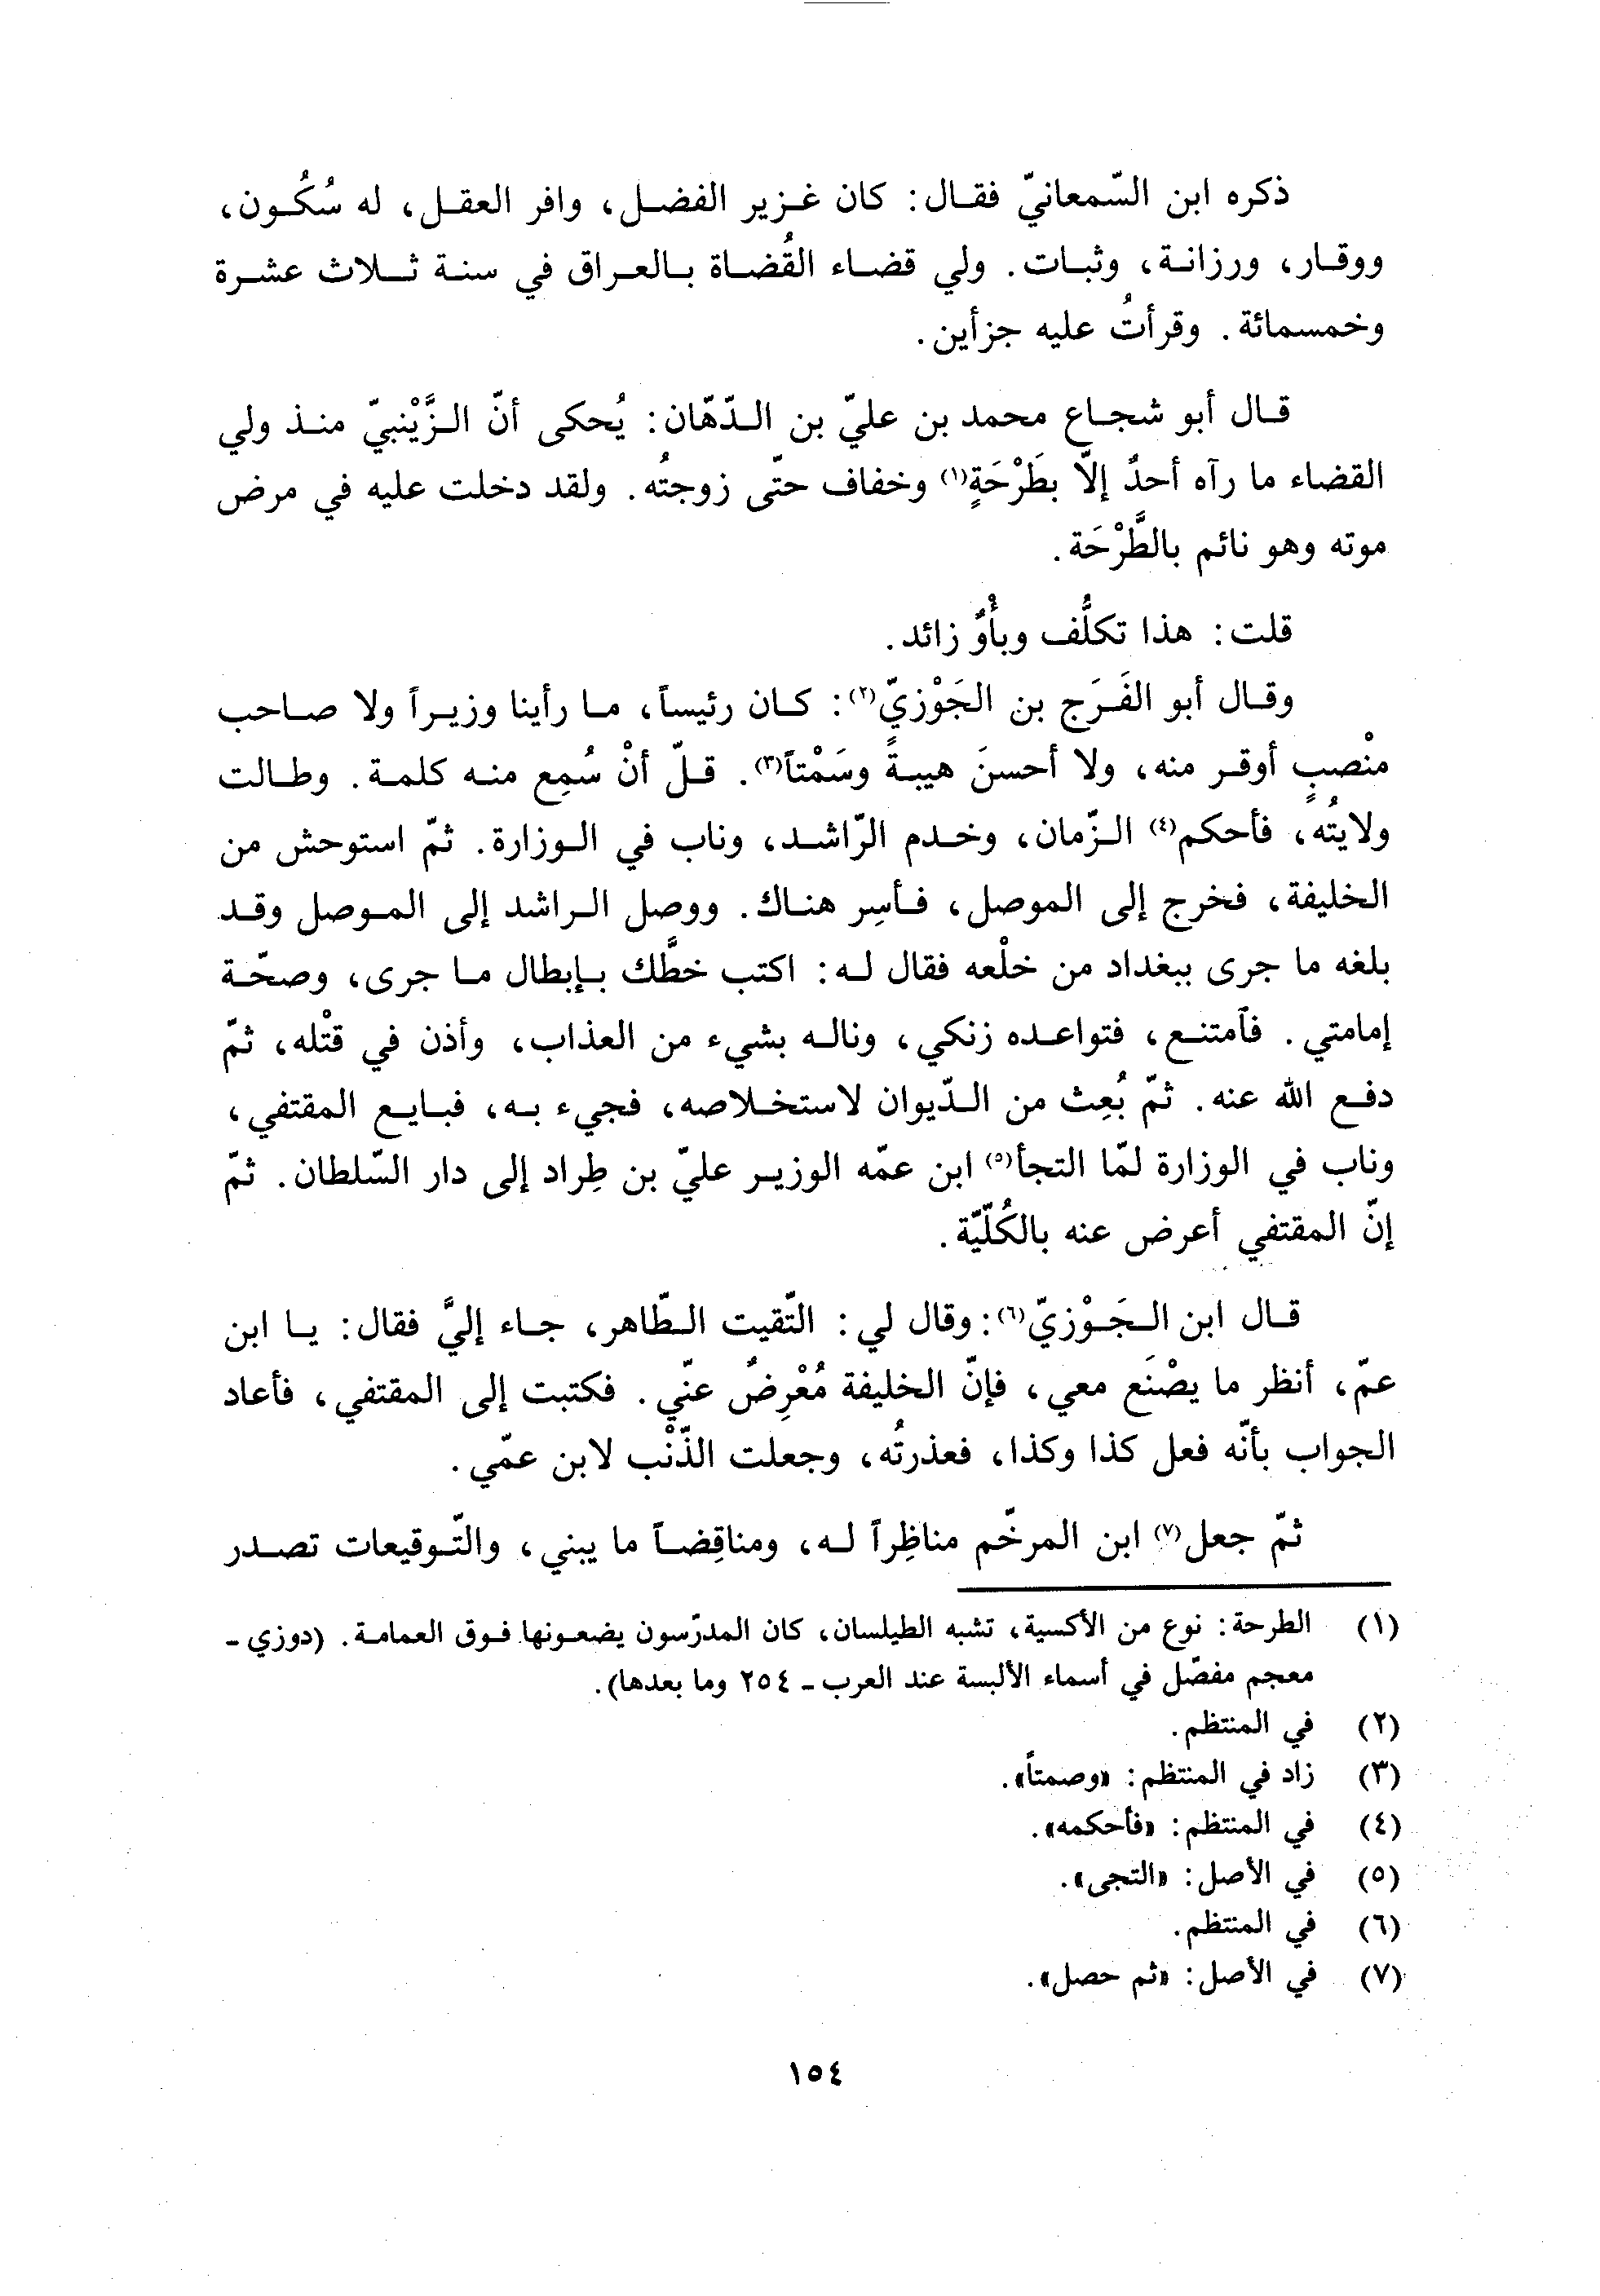 ذكره ابن السّمعانيّ فقال: كان غزير الفضل، وافر العقل، له سُكُون،
ووقار، ورزانة، وثبات. ولي قضاء القُضاة بالعراق في سنة ثلاث عشرة
وخمسمائة. وقرأتُ عليه جزأين.
قال أبو شجاع محمد بن عليّ بن الدّهّان: يُحكى أنّ الزَّيْنبيّ منذ ولي
القضاء ما رآه أحدٌ إلّا بطَرْحَةٍ(١) وخفاف حتّى زوجتُه. ولقد دخلت عليه في مرض
موته وهو نائم بالطَّرْحَة.
قلت: هذا تكلُّف وبأْوٌ زائد.
وقال أبو الفَرَج بن الجَوْزيّ(٢): كان رئيساً، ما رأينا وزيراً ولا صاحب
منْصبٍ أوقر منه، ولا أحسنَ هيبةً وسَمْتاً(٣). قلّ أنْ سُمِع منه كلمة. وطالت
ولايتُه، فأحكم(٤) الزّمان، وخدم الرّاشد، وناب في الوزارة. ثمّ استوحش من
الخليفة، فخرج إلى الموصل، فأُسِر هناك. ووصل الراشد إلى الموصل وقد
بلغه ما جرى ببغداد من خلْعه فقال له: اكتب خطَّك بإبطال ما جرى، وصحّة
إمامتي. فآمتنع، فتواعده زنكي، وناله بشيء من العذاب، وأذن في قتْله، ثمّ
دفع الله عنه. ثمّ بُعِث من الدّيوان لاستخلاصه، فجيء به، فبايع المقتفي،
وناب في الوزارة لمّا التجأ(٥) ابن عمّه الوزير عليّ بن طِراد إلى دار السّلطان. ثمّ
إنّ المقتفي أعرض عنه بالكُلّيّة.
قال ابن الجَوْزيّ(٦): وقال لي: التّقيت الطّاهر، جاء إليَّ فقال: يا ابن
عمّ، أنظر ما يصْنَع معي، فإنّ الخليفة مُعْرِضٌ عنّي. فكتبت إلى المقتفي، فأعاد
الجواب بأنّه فعل كذا وكذا، فعذرتُه، وجعلت الذّنْب لابن عمّي.
ثمّ جعل(٧) ابن المرخّم مناظِراً له، ومناقِضاً ما يبني، والتّوقيعات تصدر
(١) الطرحة: نوع من الأكسية، تشبه الطيلسان، كان المدرّسون يضعونها فوق العمامة. (دوزي -
معجم مفصّل في أسماء الألبسة عند العرب - ٢٥٤ وما بعدها).
(٢) في المنتظم.
(٣) زاد في المنتظم: «وصمتاً».
(٤) في المنتظم: «فأحكمه».
(٥) في الأصل: «التجى».
(٦) في المنتظم.
(٧) في الأصل: «ثم حصل».
١٥٤